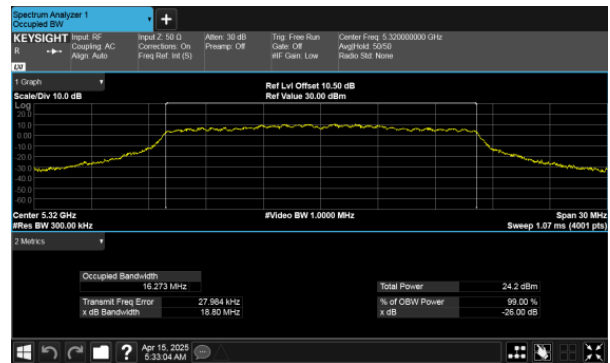 Spectrum Analyzer 1
Occupied BW
+
KEYSIGHT Input: RF Input Z: 50 Ω Atten: 30 dB Trig: Free Run Center Freq: 5.320000000 GHz
R Coupling: AC Corrections: On Preamp: Off Gate: Off Avg|Hold: 50/50
Align: Auto Freq Ref: Int (S) #IF Gain: Low Radio Std: None
LXI
1 Graph Ref Lvl Offset 10.50 dB
Scale/Div 10.0 dB Ref Value 30.00 dBm
Log
20.0
10.0
0.00
-10.0
-20.0
-30.0
-40.0
-50.0
-60.0
Center 5.32 GHz #Video BW 1.0000 MHz Span 30 MHz
#Res BW 300.00 kHz Sweep 1.07 ms (4001 pts)
2 Metrics
Occupied Bandwidth
16.273 MHz Total Power 24.2 dBm
Transmit Freq Error 27.984 kHz % of OBW Power 99.00 %
x dB Bandwidth 18.80 MHz x dB -26.00 dB
? Apr 15, 2025
5:33:04 AM